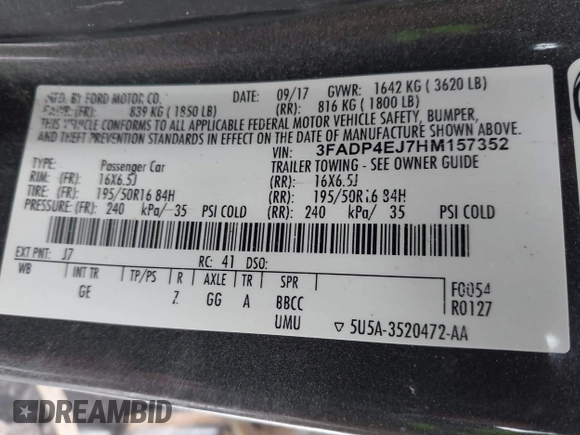 MFD. BY FORD MOTOR CO. DATE: 09/17 GVWR: 1642 KG ( 3620 LB)
GAWR: (FR): 839 KG ( 1850 LB) (RR): 816 KG ( 1800 LB)
THIS VEHICLE CONFORMS TO ALL APPLICABLE FEDERAL MOTOR VEHICLE SAFETY, BUMPER,
AND THEFT PREVENTION STANDARDS IN EFFECT ON THE DATE OF MANUFACTURE SHOWN ABOVE.
VIN: 3FADP4EJ7HM157352
TYPE: Passenger Car TRAILER TOWING - SEE OWNER GUIDE
RIM: (FR): 16X6.5J (RR): 16X6.5J
TIRE: (FR): 195/50R16 84H (RR): 195/50R16 84H
PRESSURE: (FR): 240 kPa/ 35 PSI COLD (RR): 240 kPa/ 35 PSI COLD
EXT PNT: J7 RC: 41 DSO:
WB INT TR TP/PS R AXLE TR SPR F0054
GE Z GG A BBCC R0127
UMU ▽ 5U5A-3520472-AA
DREAMBID